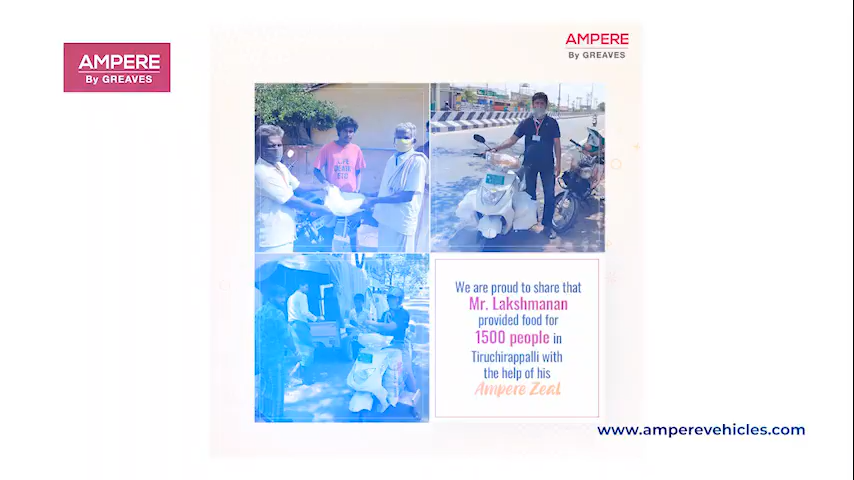 AMPERE
By GREAVES
AMPERE
By GREAVES
We are proud to share that
Mr. Lakshmanan
provided food for
1500 people in
Tiruchirappalli with
the help of his
Ampere Zeal
www.amperevehicles.com